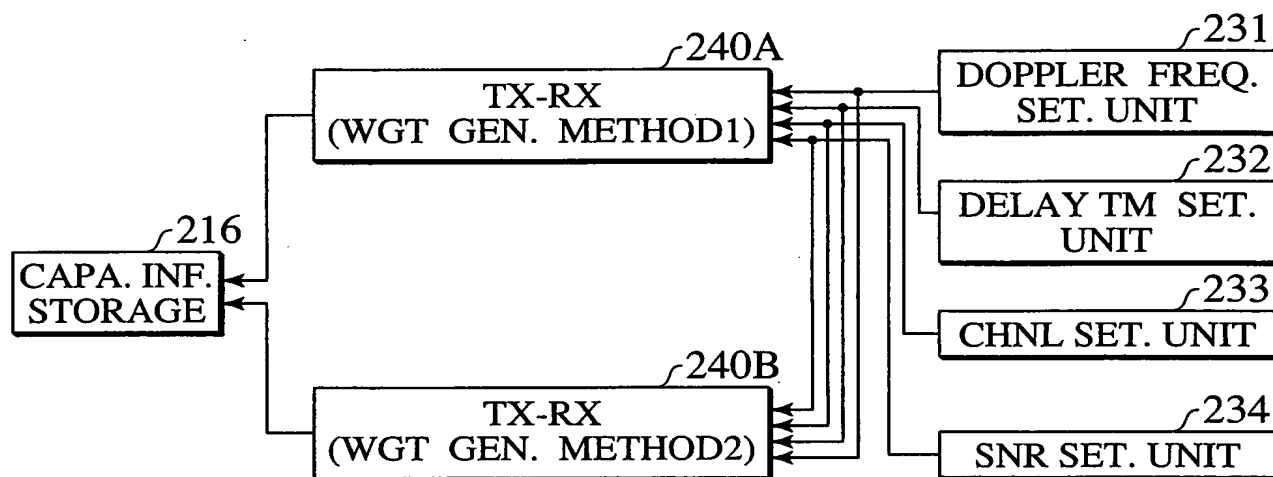 240A
TX-RX
(WGT GEN. METHOD1)
231
DOPPLER FREQ.
SET. UNIT
232
DELAY TM SET.
UNIT
216
CAPA. INF.
STORAGE
233
CHNL SET. UNIT
240B
TX-RX
(WGT GEN. METHOD2)
234
SNR SET. UNIT